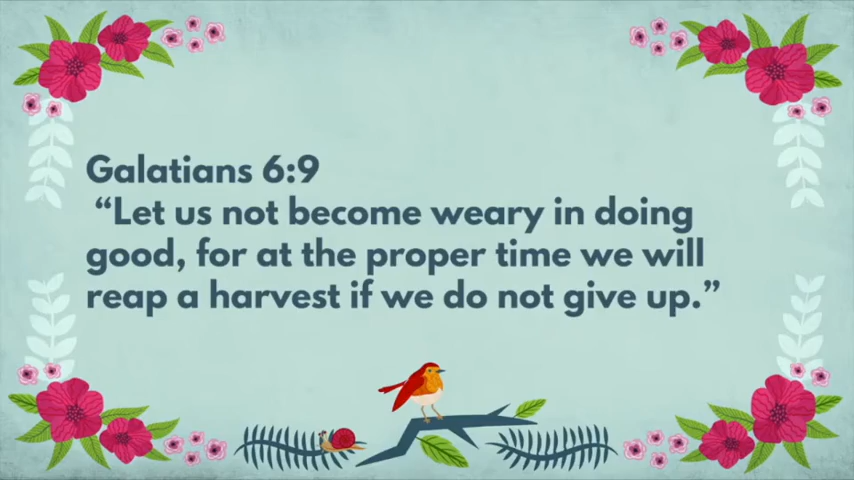 Galatians 6:9
“Let us not become weary in doing
good, for at the proper time we will
reap a harvest if we do not give up.”